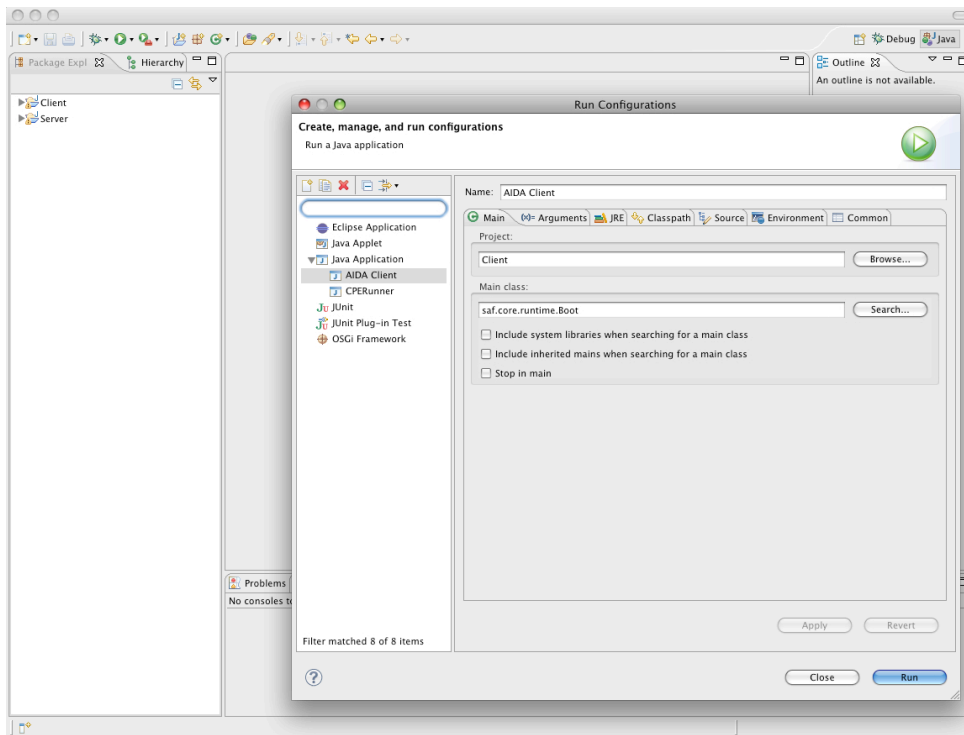 Debug
Java
Package Expl
Hierarchy
Outline
An outline is not available.
Client
Server
Run Configurations
Create, manage, and run configurations
Run a Java application
Eclipse Application
Java Applet
Java Application
AIDA Client
CPERunner
Ju JUnit
JUnit Plug-in Test
OSGi Framework
Filter matched 8 of 8 items
Name: AIDA Client
Main (x)= Arguments JRE Classpath Source Environment Common
Project:
Client Browse...
Main class:
saf.core.runtime.Boot Search...
Include system libraries when searching for a main class
Include inherited mains when searching for a main class
Stop in main
Apply Revert
? Close Run
Problems
No consoles to